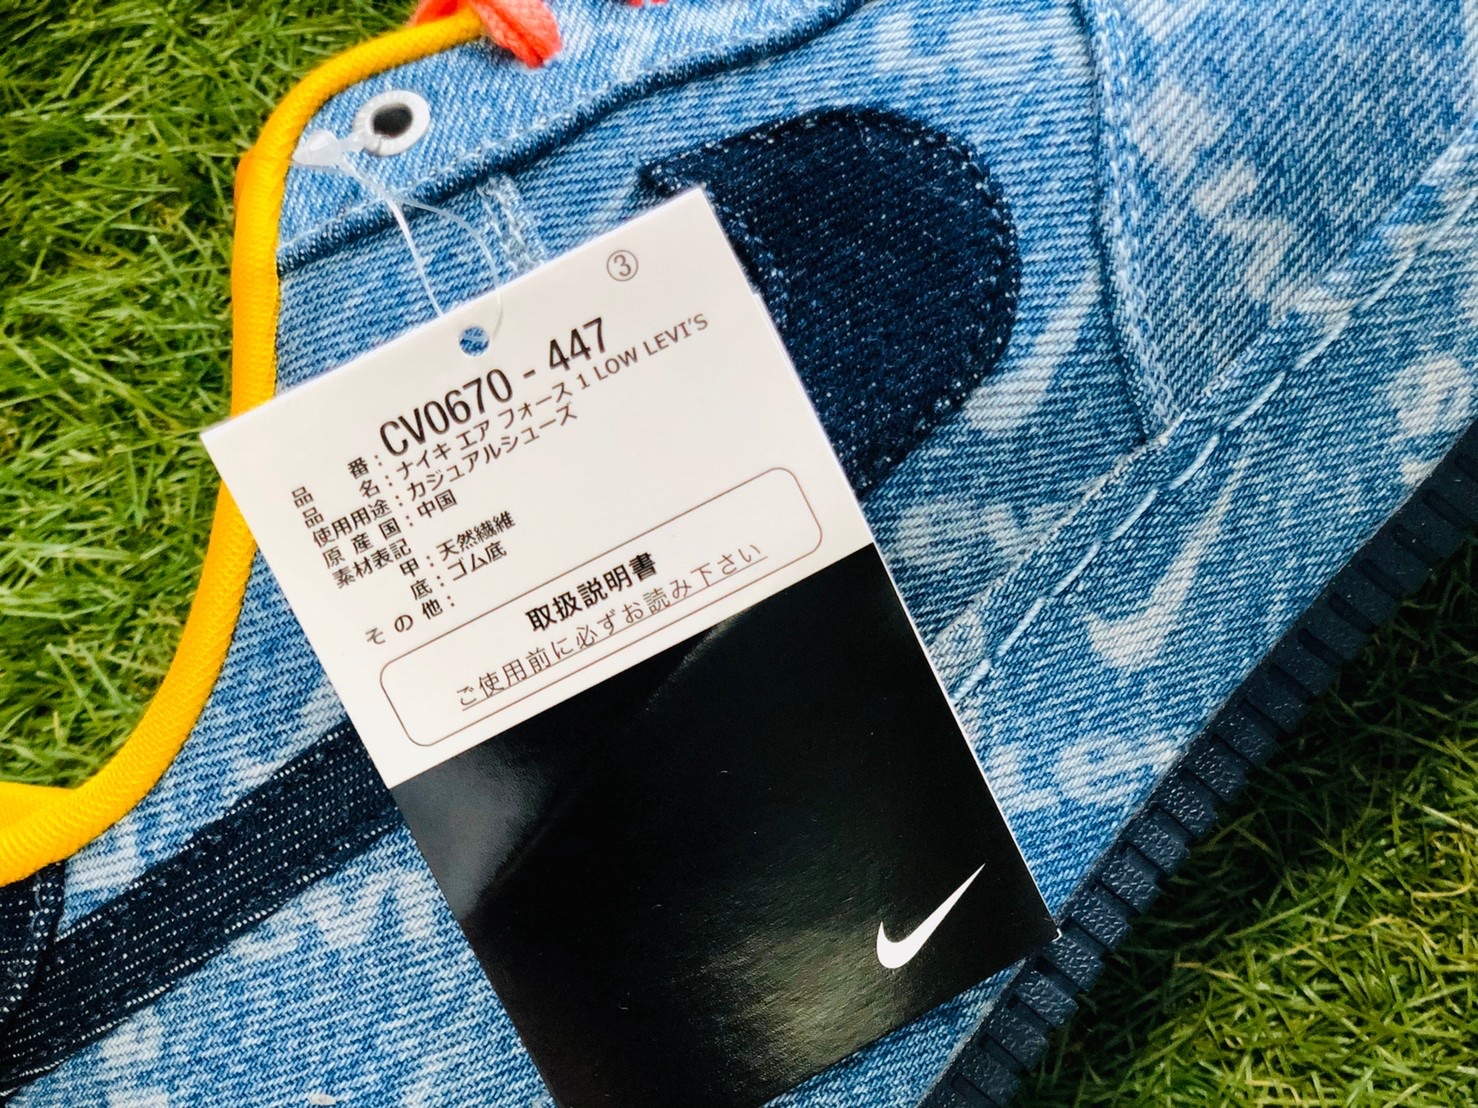 ③
品 番 : CV0670 - 447
品 名 : ナイキ エア フォース 1 LOW LEVI'S
使用用途 : カジュアルシューズ
原 産 国 : 中国
素材表記
甲 : 天然繊維
底 : ゴム底
そ の 他 :
取扱説明書
ご使用前に必ずお読み下さい